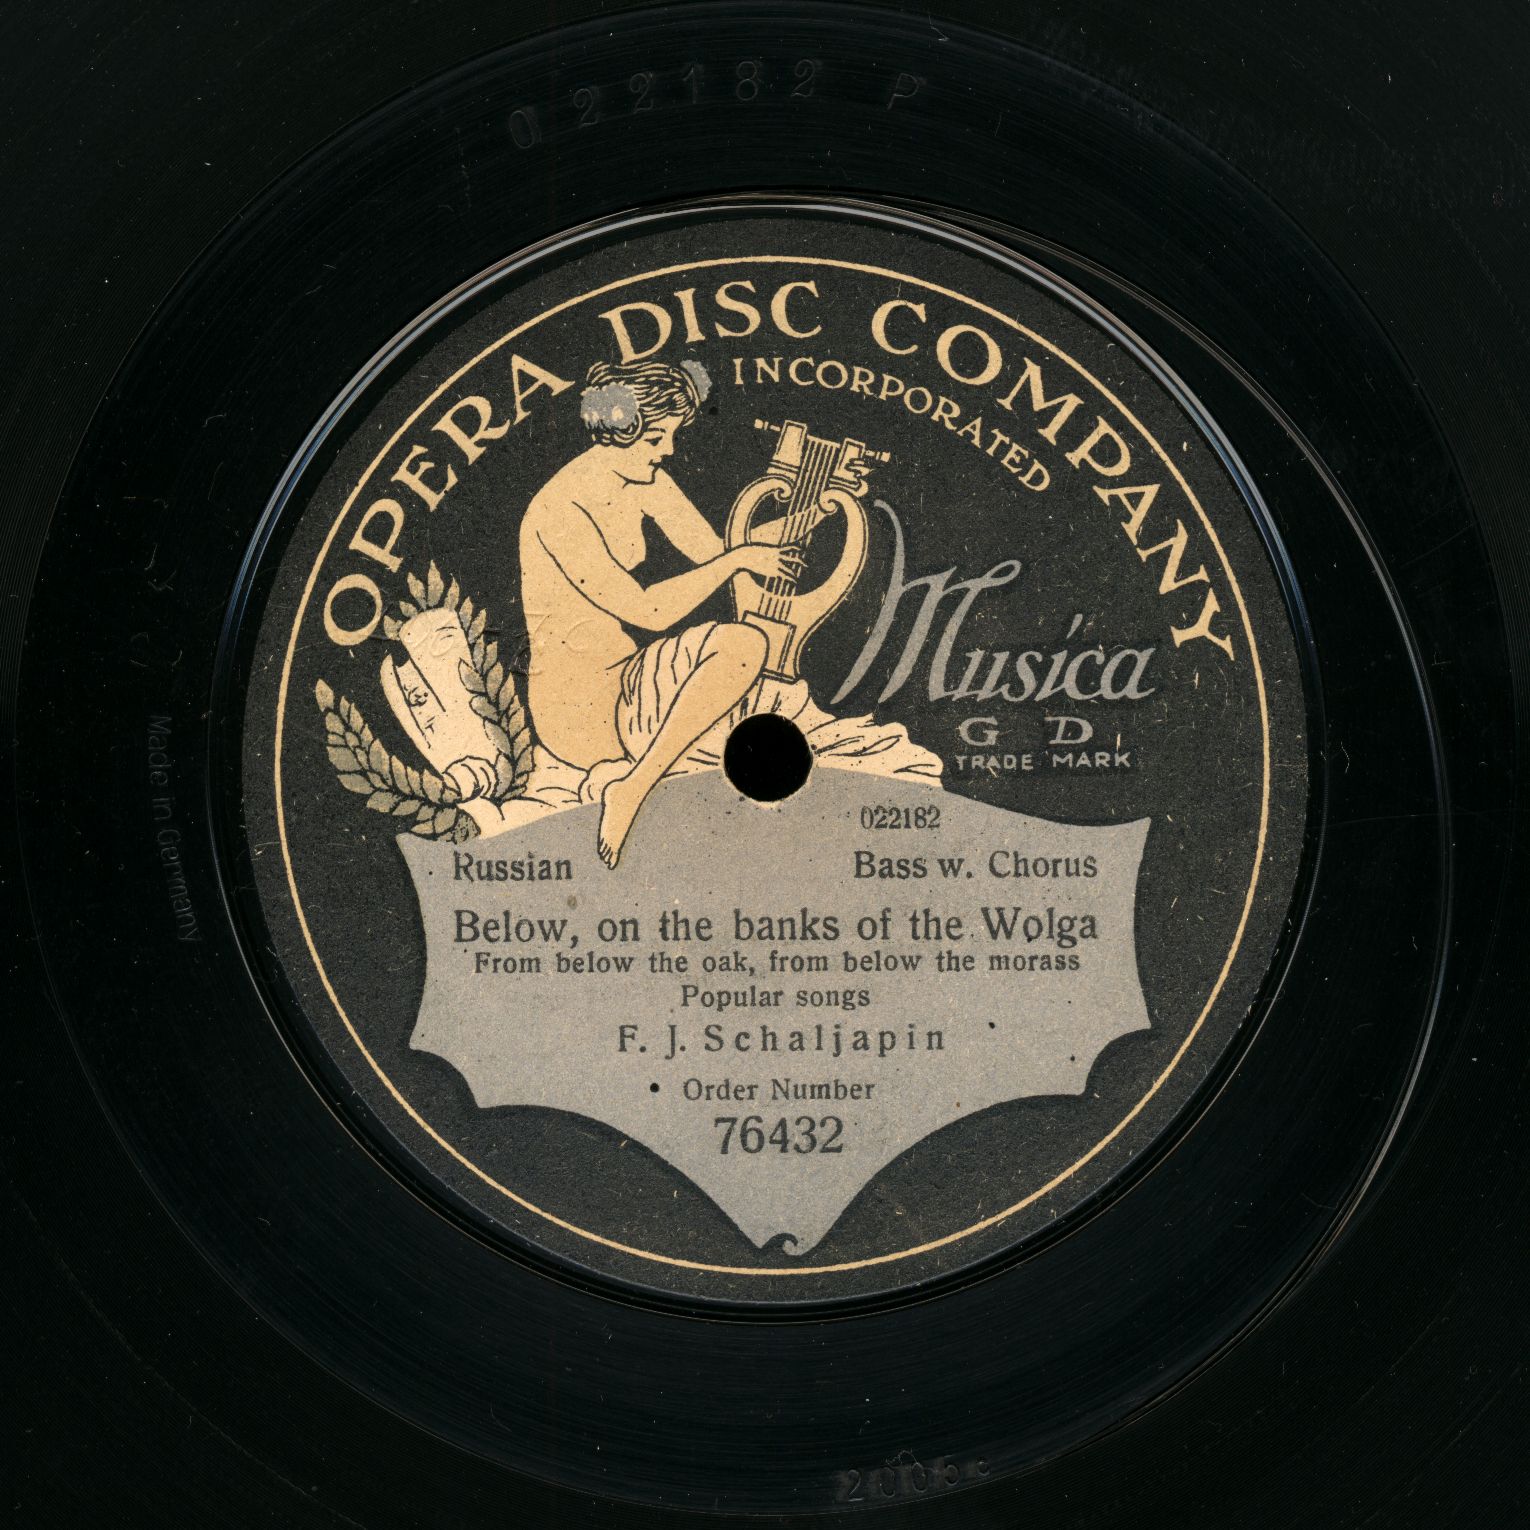 022182 P
OPERA DISC COMPANY
INCORPORATED
Musica
G D
TRADE MARK
022182
Russian Bass w. Chorus
Below, on the banks of the Wolga
From below the oak, from below the morass
Popular songs
F. J. Schaljapin
Order Number
76432
Made in Germany
2005c